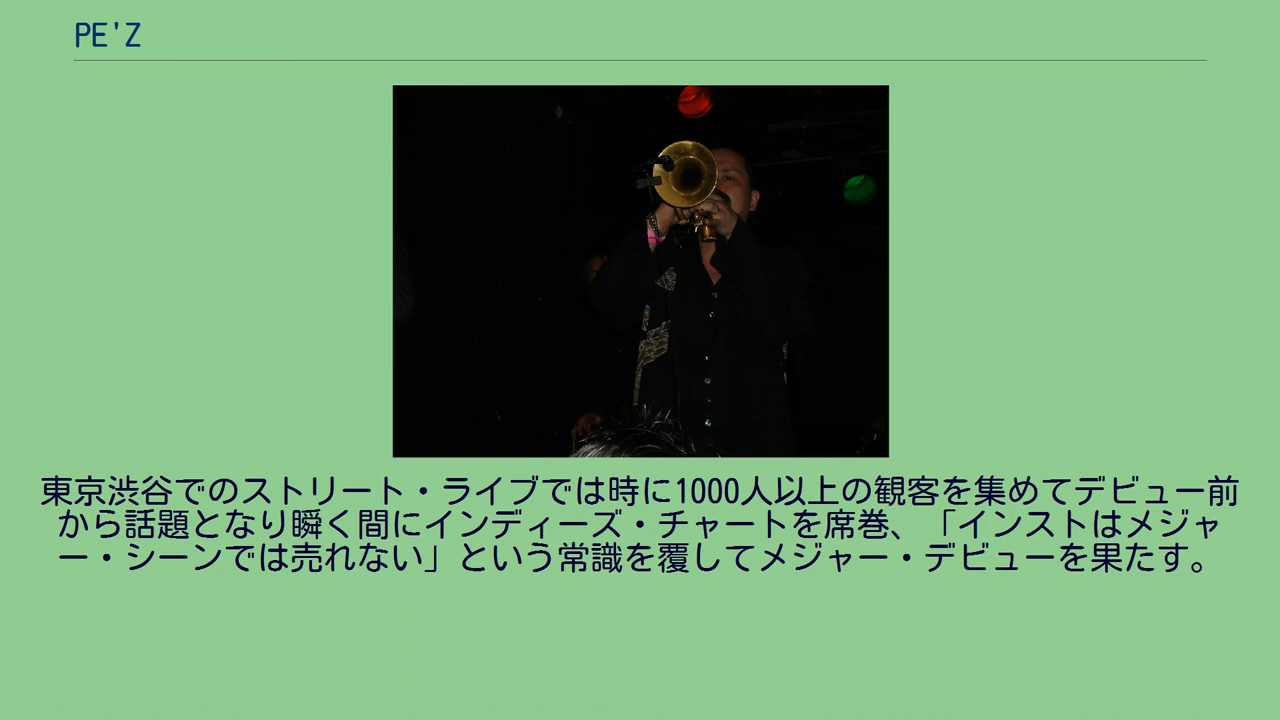 PE'Z
東京渋谷でのストリート・ライブでは時に1000人以上の観客を集めてデビュー前
から話題となり瞬く間にインディーズ・チャートを席巻、「インストはメジャ
ー・シーンでは売れない」という常識を覆してメジャー・デビューを果たす。